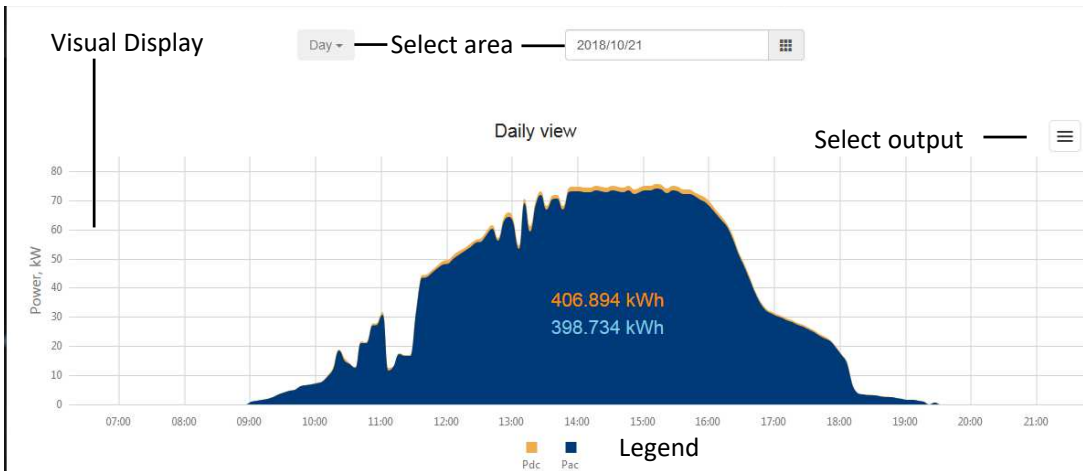 Visual Display
Day
Select area
2018/10/21
Daily view
Select output
80
70
60
50
40
30
20
10
0
Power, kW
406.894 kWh
398.734 kWh
07:00 08:00 09:00 10:00 11:00 12:00 13:00 14:00 15:00 16:00 17:00 18:00 19:00 20:00 21:00
Pdc Pac
Legend